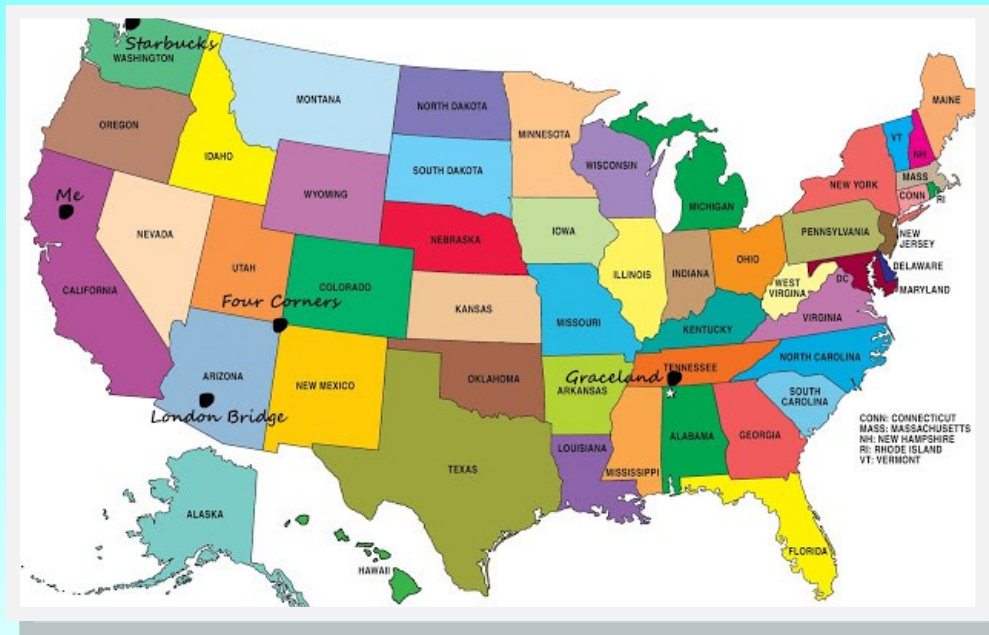 Starbucks
WASHINGTON
MONTANA
NORTH DAKOTA
MINNESOTA
MAINE
OREGON
IDAHO
VT
NH
WISCONSIN
SOUTH DAKOTA
MASS
WYOMING
NEW YORK
CONN
RI
Me
MICHIGAN
NEVADA
IOWA
PENNSYLVANIA
NEW
JERSEY
NEBRASKA
UTAH
OHIO
ILLINOIS
INDIANA
DELAWARE
CALIFORNIA
COLORADO
WEST
VIRGINA
DC
MARYLAND
Four Corners
KANSAS
VIRGINIA
MISSOURI
KENTUCKY
NORTH CAROLINA
TENNESSEE
ARIZONA
NEW MEXICO
OKLAHOMA
Graceland
ARKANSAS
SOUTH
CAROLINA
London Bridge
CONN: CONNECTICUT
MASS: MASSACHUSETTS
NH: NEW HAMPSHIRE
RI: RHODE ISLAND
VT: VERMONT
ALABAMA
GEORGIA
LOUISIANA
TEXAS
MISSISSIPPI
ALASKA
FLORIDA
HAWAII